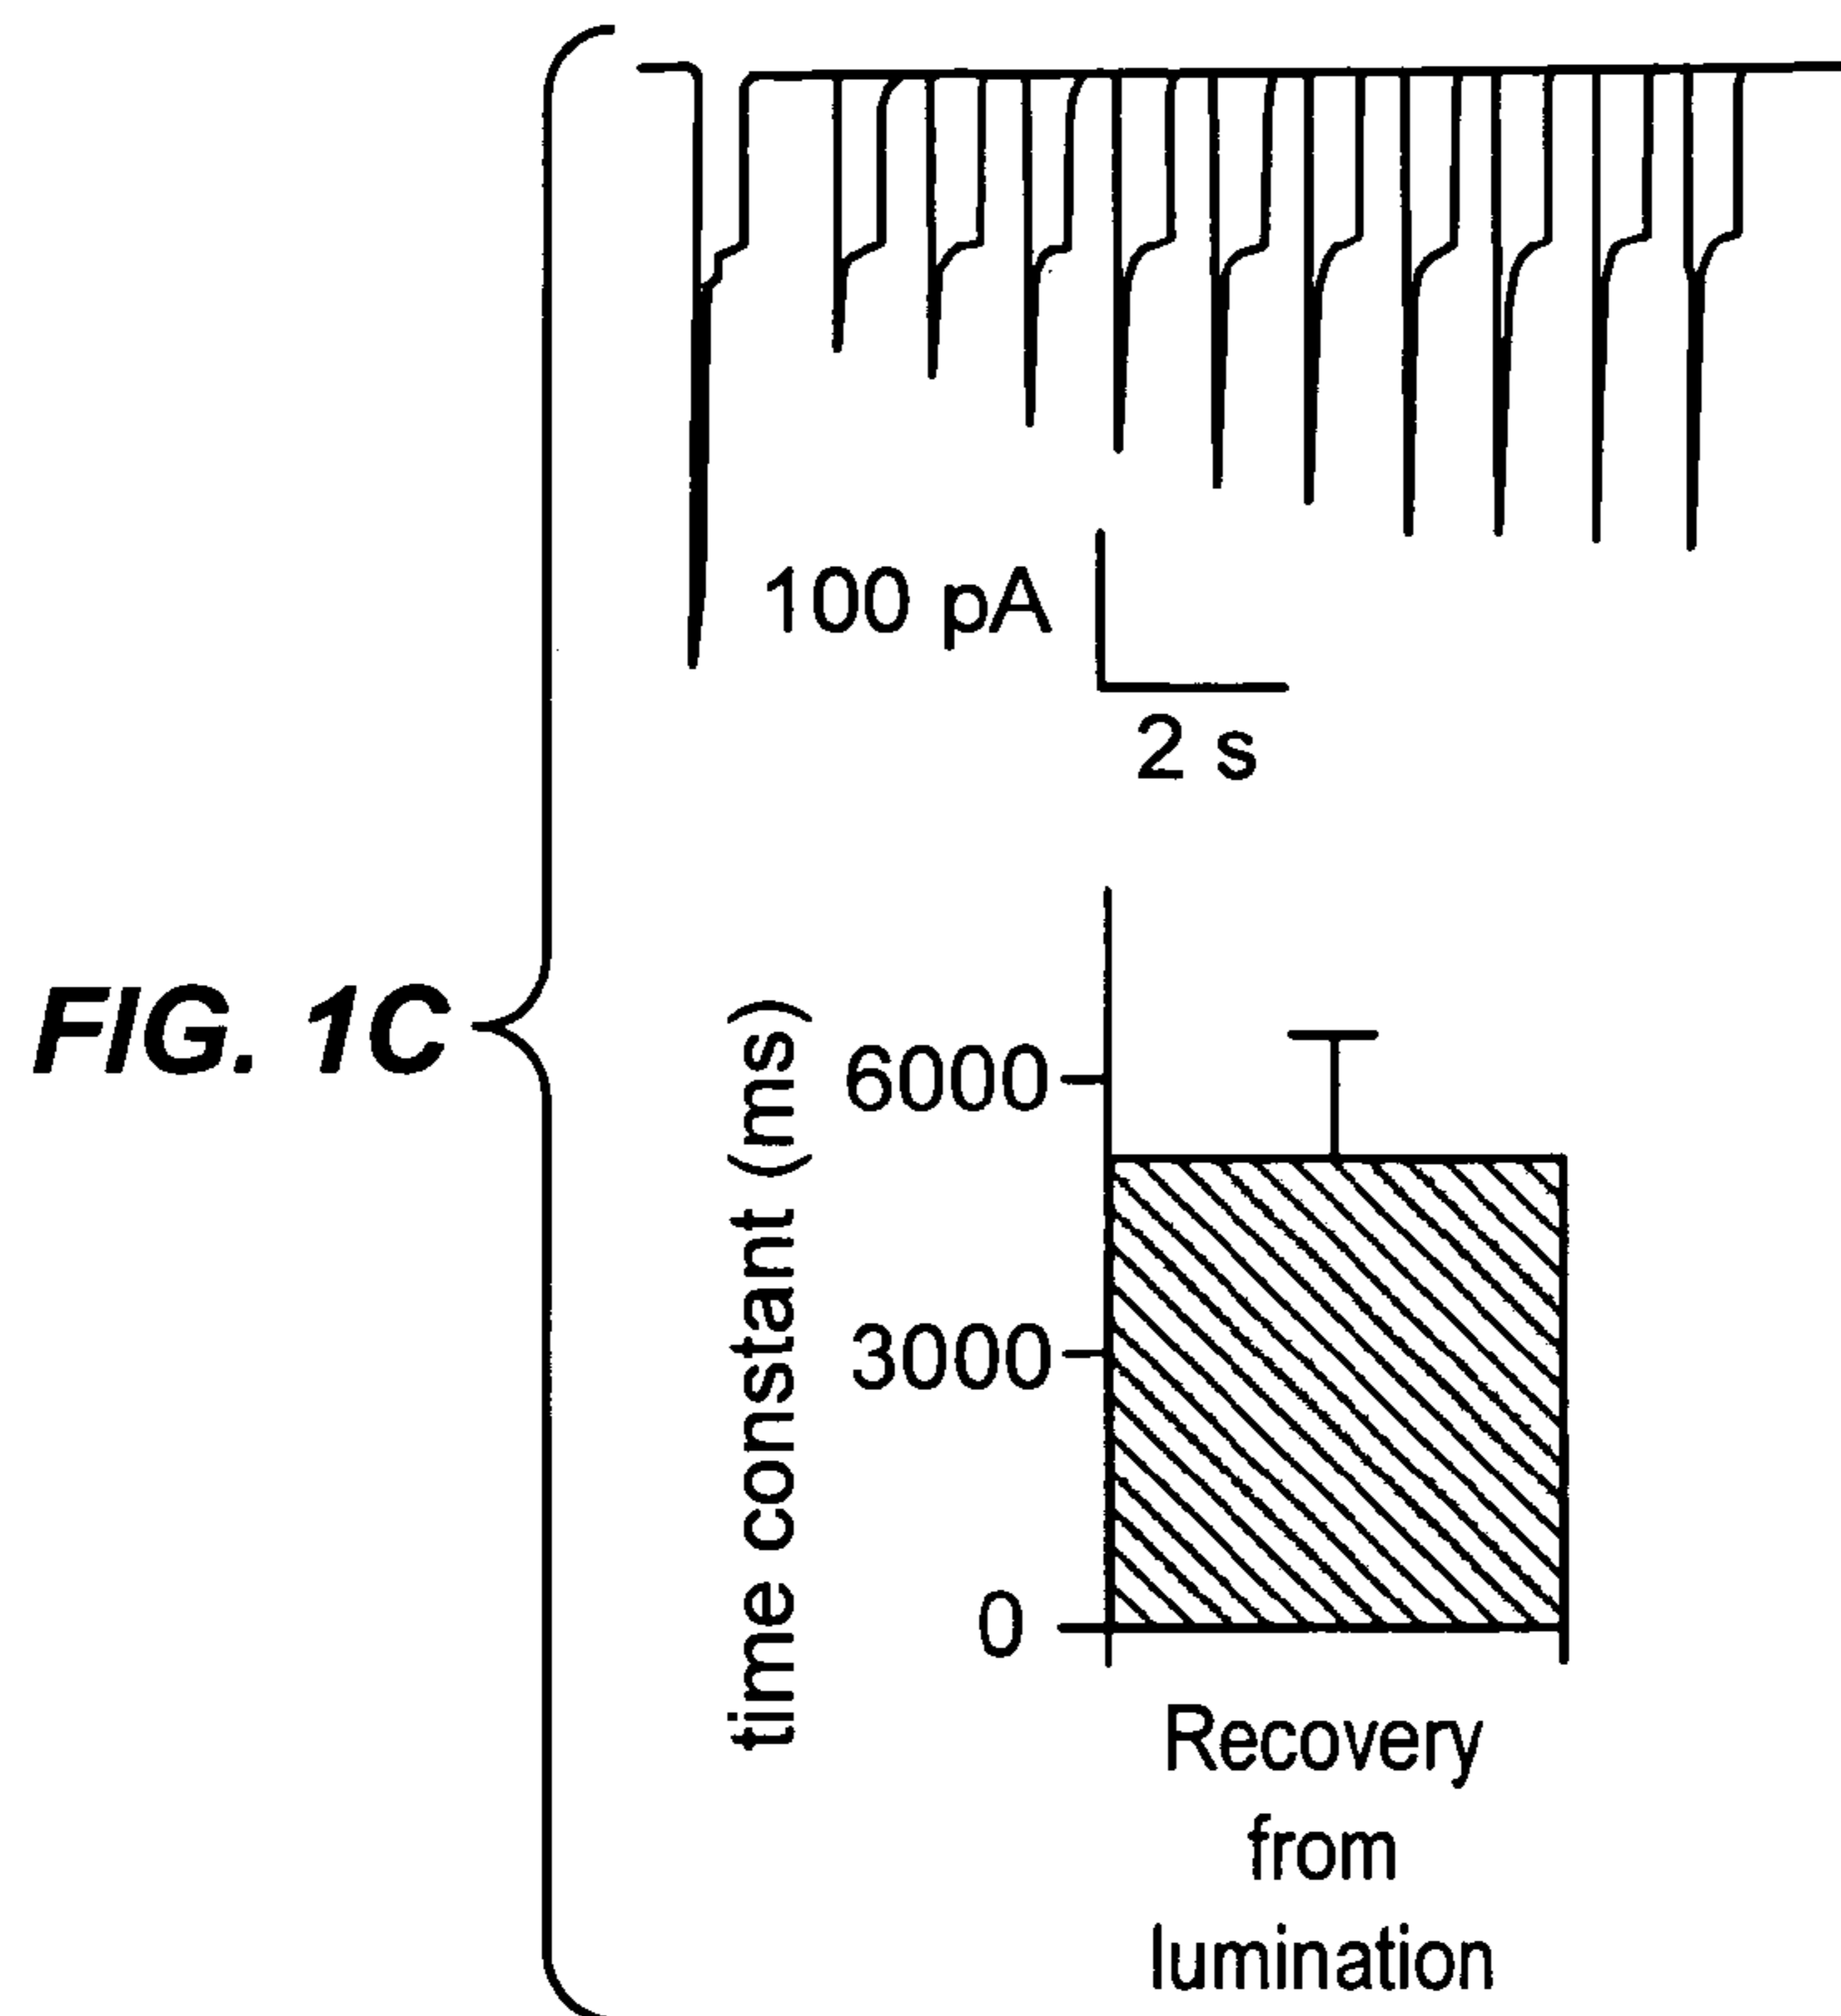 100 pA
2 s
FIG. 1C
time constant (ms)
6000
3000
0
Recovery
from
lumination